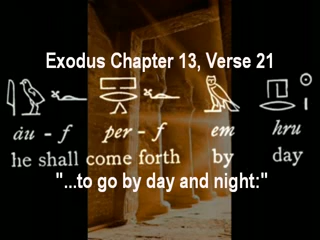 Exodus Chapter 13, Verse 21
àu - f per - f em hru
he shall come forth by day
"...to go by day and night:"